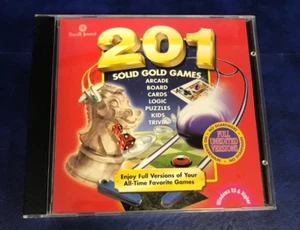 201
SOLID GOLD GAMES
ARCADE
BOARD
CARDS
LOGIC
PUZZLES
KIDS
TRIVIA
FULL
UNEDITED
VERSIONS!
Enjoy Full Versions of Your
All-Time Favorite Games